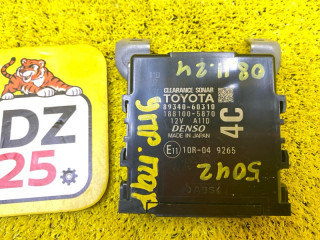 CLEARANCE SONAR
TOYOTA
89340-60310
188100-5870
12V A11D
DENSO
MADE IN JAPAN
4C
E11 10R-04 9265
08.11.24
5042
DZ
25